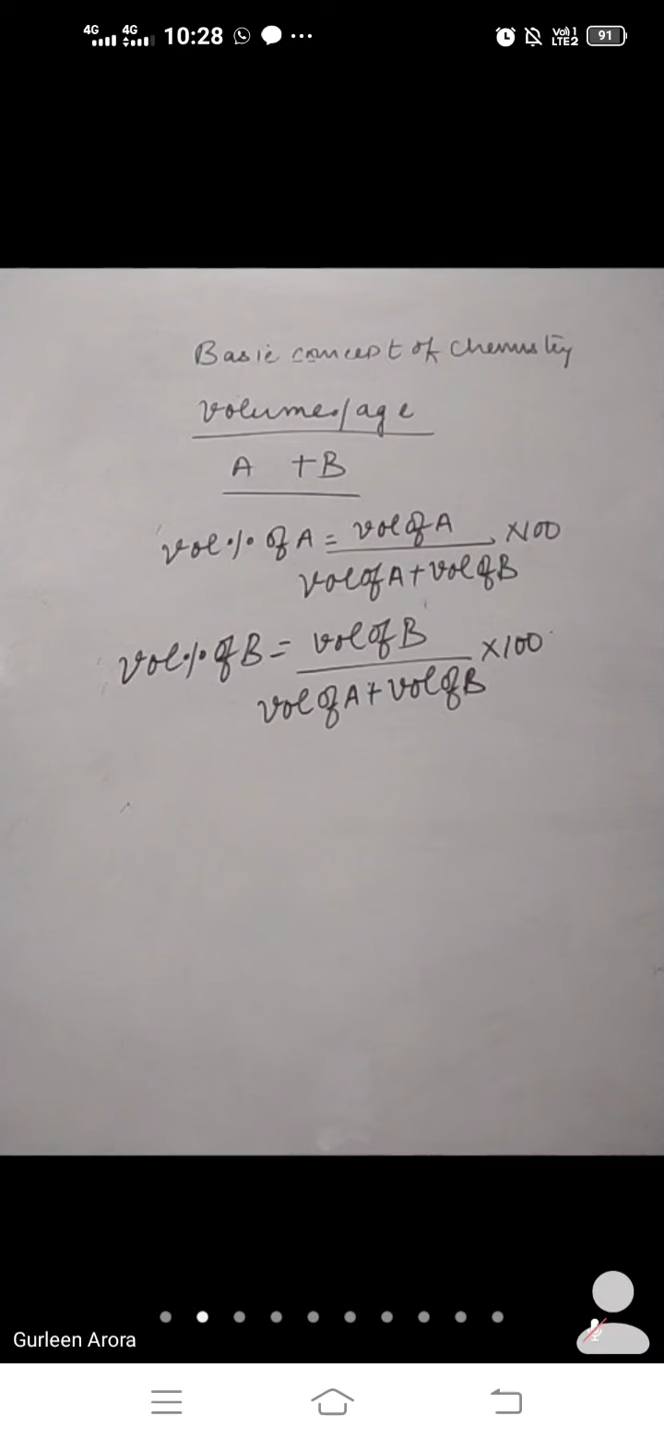 4G 4G 10:28 ... Vo) 1 LTE2 91
Basic concept of chemistry
volume%age
A + B
vol % of A = vol of A × 100
vol of A + vol of B
vol % of B = vol of B × 100
vol of A + vol of B
Gurleen Arora